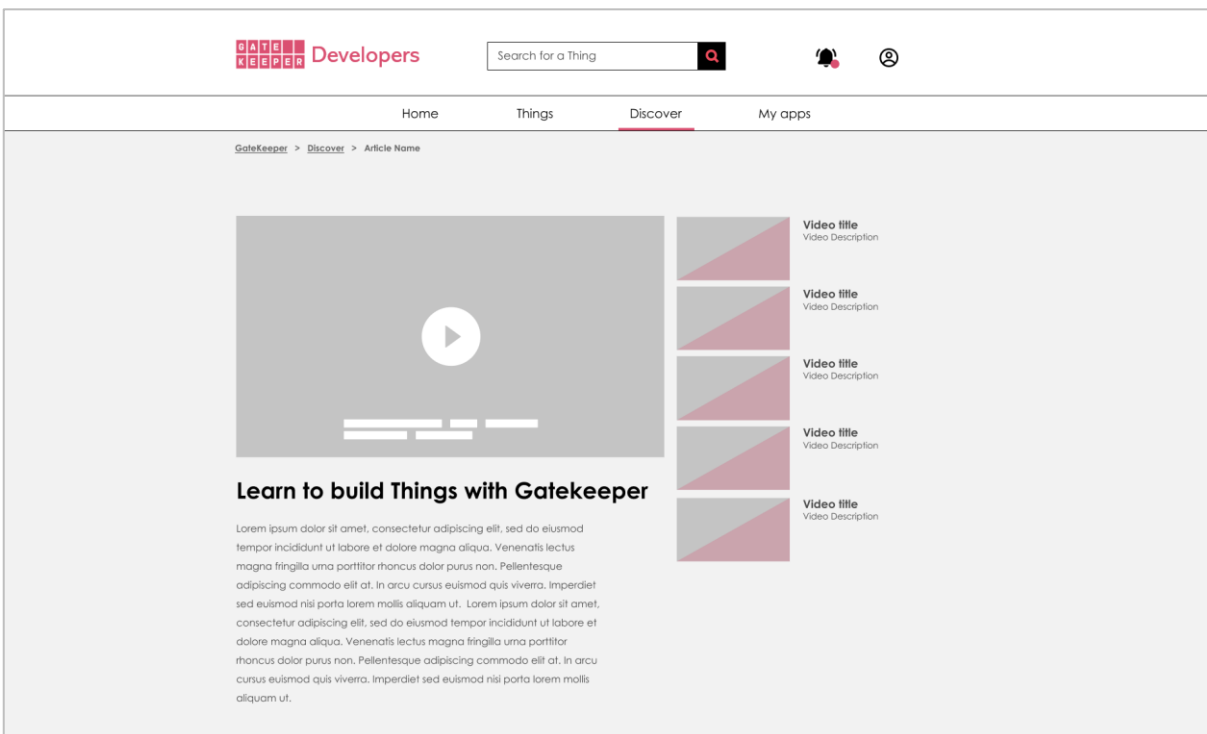 GATE
KEEPER Developers
Search for a Thing
Home Things Discover My apps
GateKeeper > Discover > Article Name
Video title
Video Description
Video title
Video Description
Video title
Video Description
Video title
Video Description
Video title
Video Description
Learn to build Things with Gatekeeper
Lorem ipsum dolor sit amet, consectetur adipiscing elit, sed do eiusmod
tempor incididunt ut labore et dolore magna aliqua. Venenatis lectus
magna fringilla urna porttitor rhoncus dolor purus non. Pellentesque
adipiscing commodo elit at. In arcu cursus euismod quis viverra. Imperdiet
sed euismod nisi porta lorem mollis aliquam ut. Lorem ipsum dolor sit amet,
consectetur adipiscing elit, sed do eiusmod tempor incididunt ut labore et
dolore magna aliqua. Venenatis lectus magna fringilla urna porttitor
rhoncus dolor purus non. Pellentesque adipiscing commodo elit at. In arcu
cursus euismod quis viverra. Imperdiet sed euismod nisi porta lorem mollis
aliquam ut.